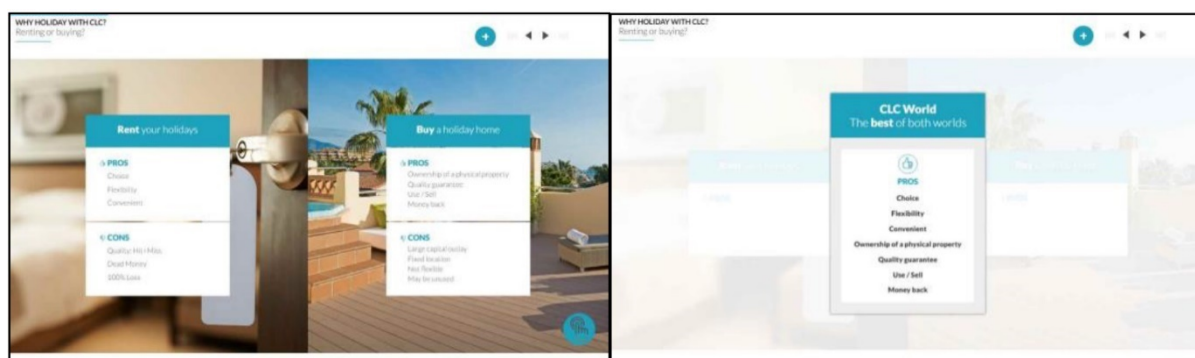 WHY HOLIDAY WITH CLC?
Renting or buying?
Rent your holidays
PROS
Choice
Flexibility
Convenient
CONS
Quality: Hit / Miss
Dead Money
100% Loss
Buy a holiday home
PROS
Ownership of a physical property
Quality guarantee
Use / Sell
Money back
CONS
Large capital outlay
Fixed location
Not flexible
May be unused
WHY HOLIDAY WITH CLC?
Renting or buying?
CLC World
The best of both worlds
PROS
Choice
Flexibility
Convenient
Ownership of a physical property
Quality guarantee
Use / Sell
Money back